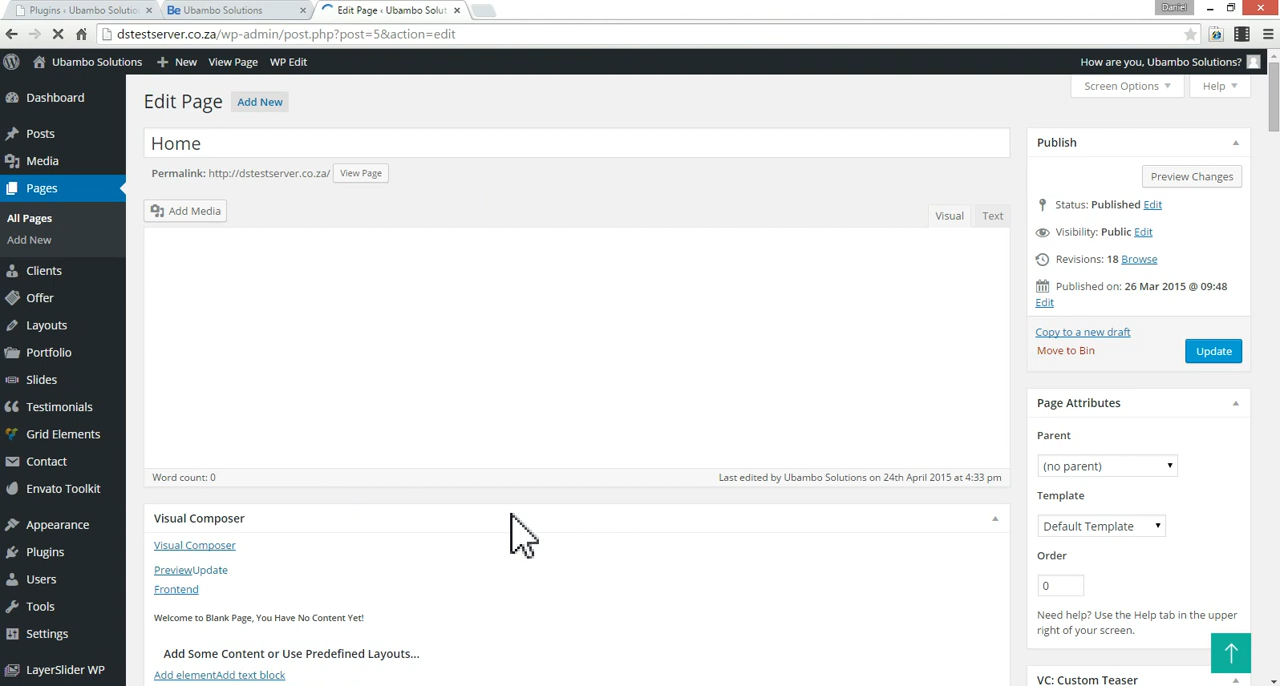 Plugins ‹ Ubambo Solutio
Be Ubambo Solutions
Edit Page ‹ Ubambo Solut
Daniel
dstestserver.co.za/wp-admin/post.php?post=5&action=edit
Ubambo Solutions
New
View Page
WP Edit
How are you, Ubambo Solutions?
Screen Options
Help
Dashboard
Posts
Media
Pages
All Pages
Add New
Clients
Offer
Layouts
Portfolio
Slides
Testimonials
Grid Elements
Contact
Envato Toolkit
Appearance
Plugins
Users
Tools
Settings
LayerSlider WP
Edit Page Add New
Home
Permalink: http://dstestserver.co.za/ View Page
Add Media
Visual Text
Word count: 0
Last edited by Ubambo Solutions on 24th April 2015 at 4:33 pm
Visual Composer
Visual Composer
PreviewUpdate
Frontend
Welcome to Blank Page, You Have No Content Yet!
Add Some Content or Use Predefined Layouts...
Add elementAdd text block
Publish
Preview Changes
Status: Published Edit
Visibility: Public Edit
Revisions: 18 Browse
Published on: 26 Mar 2015 @ 09:48
Edit
Copy to a new draft
Move to Bin
Update
Page Attributes
Parent
(no parent)
Template
Default Template
Order
0
Need help? Use the Help tab in the upper
right of your screen.
VC: Custom Teaser